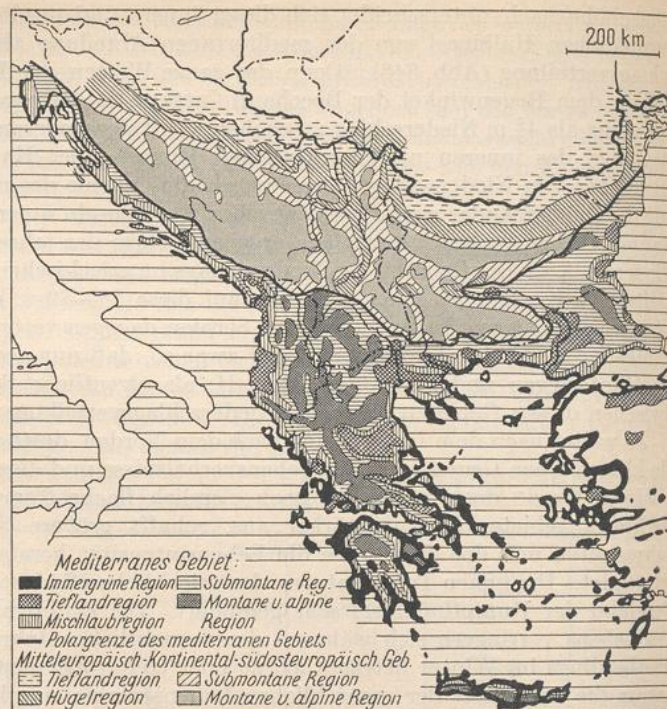 200 km
Mediterranes Gebiet:
Immergrüne Region
Submontane Reg.
Tieflandregion
Montane u. alpine
Mischlaubregion
Region
Polargrenze des mediterranen Gebiets
Mitteleuropäisch-Kontinental-südosteuropäisch. Geb.
Tieflandregion
Submontane Region
Hügelregion
Montane u. alpine Region